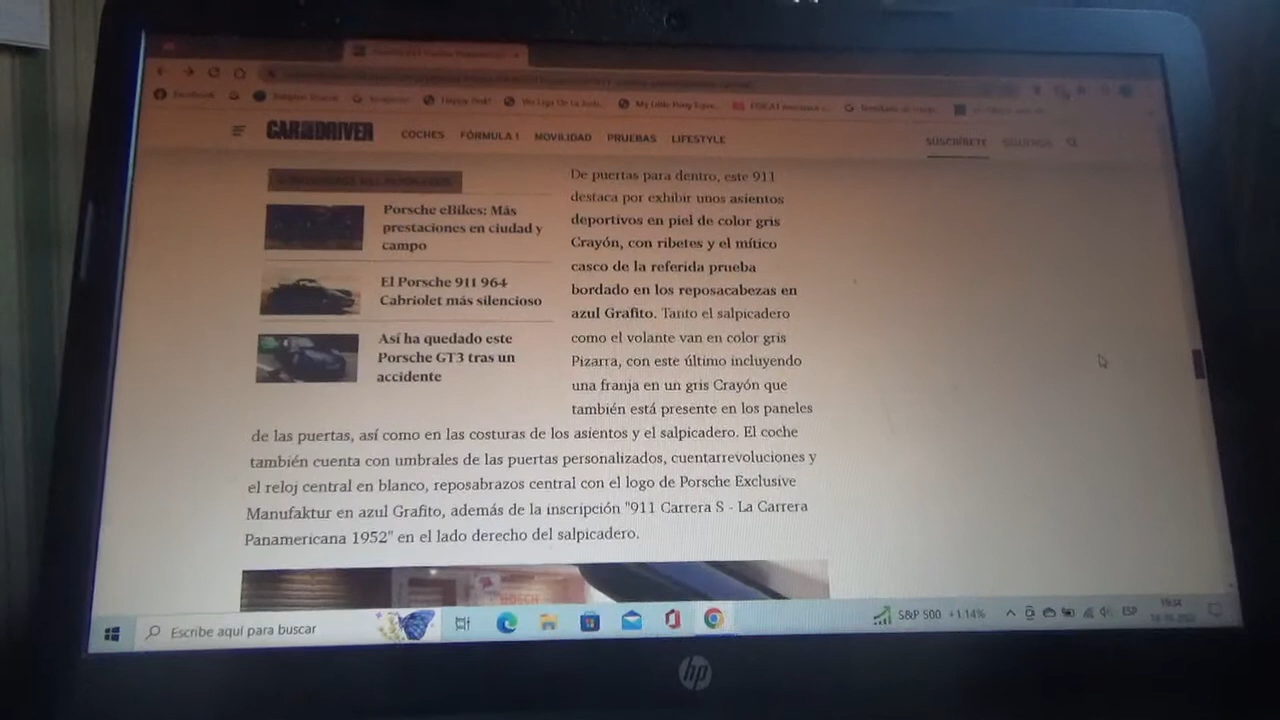 Facebook
CAR AND DRIVER
COCHES FÓRMULA 1 MOVILIDAD PRUEBAS LIFESTYLE
SUSCRÍBETE
Porsche eBikes: Más
prestaciones en ciudad y
campo
El Porsche 911 964
Cabriolet más silencioso
Así ha quedado este
Porsche GT3 tras un
accidente
De puertas para dentro, este 911
destaca por exhibir unos asientos
deportivos en piel de color gris
Crayón, con ribetes y el mítico
casco de la referida prueba
bordado en los reposacabezas en
azul Grafito. Tanto el salpicadero
como el volante van en color gris
Pizarra, con este último incluyendo
una franja en un gris Crayón que
también está presente en los paneles
de las puertas, así como en las costuras de los asientos y el salpicadero. El coche
también cuenta con umbrales de las puertas personalizados, cuentarrevoluciones y
el reloj central en blanco, reposabrazos central con el logo de Porsche Exclusive
Manufaktur en azul Grafito, además de la inscripción "911 Carrera S - La Carrera
Panamericana 1952" en el lado derecho del salpicadero.
BOSCH
Escribe aquí para buscar
S&P 500 +1.14%
ESP
hp